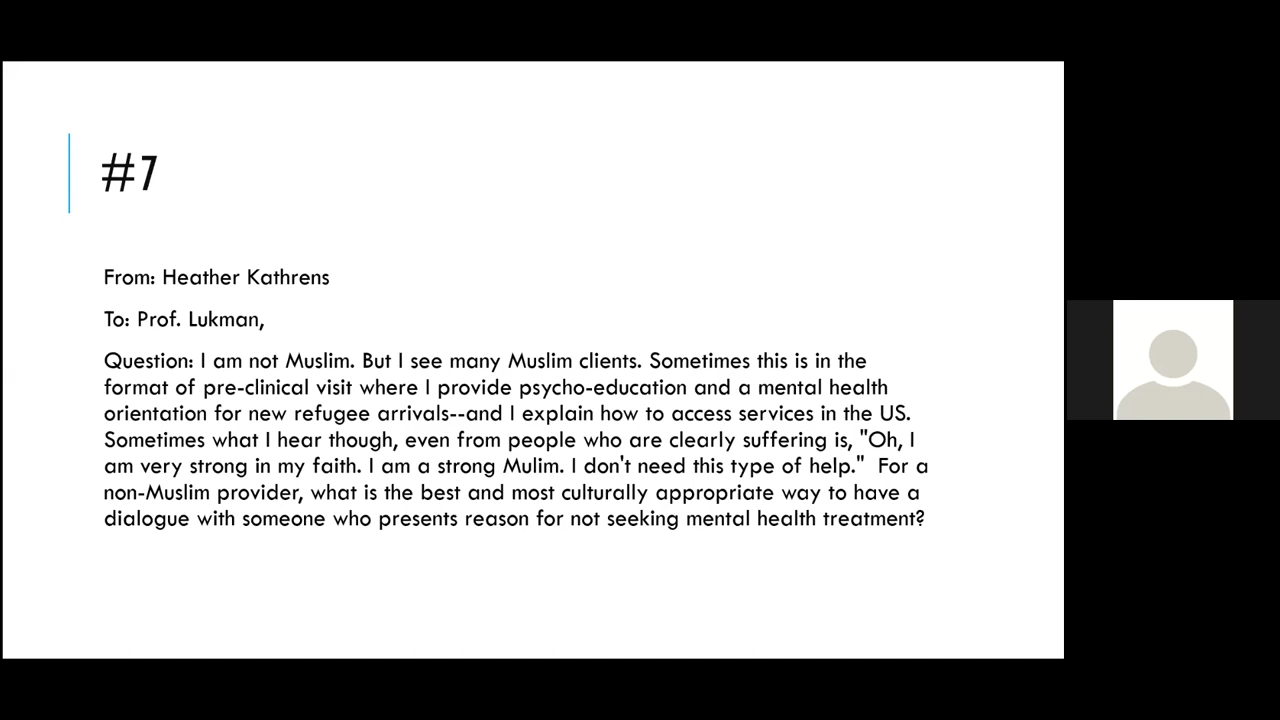 #7
From: Heather Kathrens
To: Prof. Lukman,
Question: I am not Muslim. But I see many Muslim clients. Sometimes this is in the
format of pre-clinical visit where I provide psycho-education and a mental health
orientation for new refugee arrivals--and I explain how to access services in the US.
Sometimes what I hear though, even from people who are clearly suffering is, "Oh, I
am very strong in my faith. I am a strong Mulim. I don't need this type of help."  For a
non-Muslim provider, what is the best and most culturally appropriate way to have a
dialogue with someone who presents reason for not seeking mental health treatment?